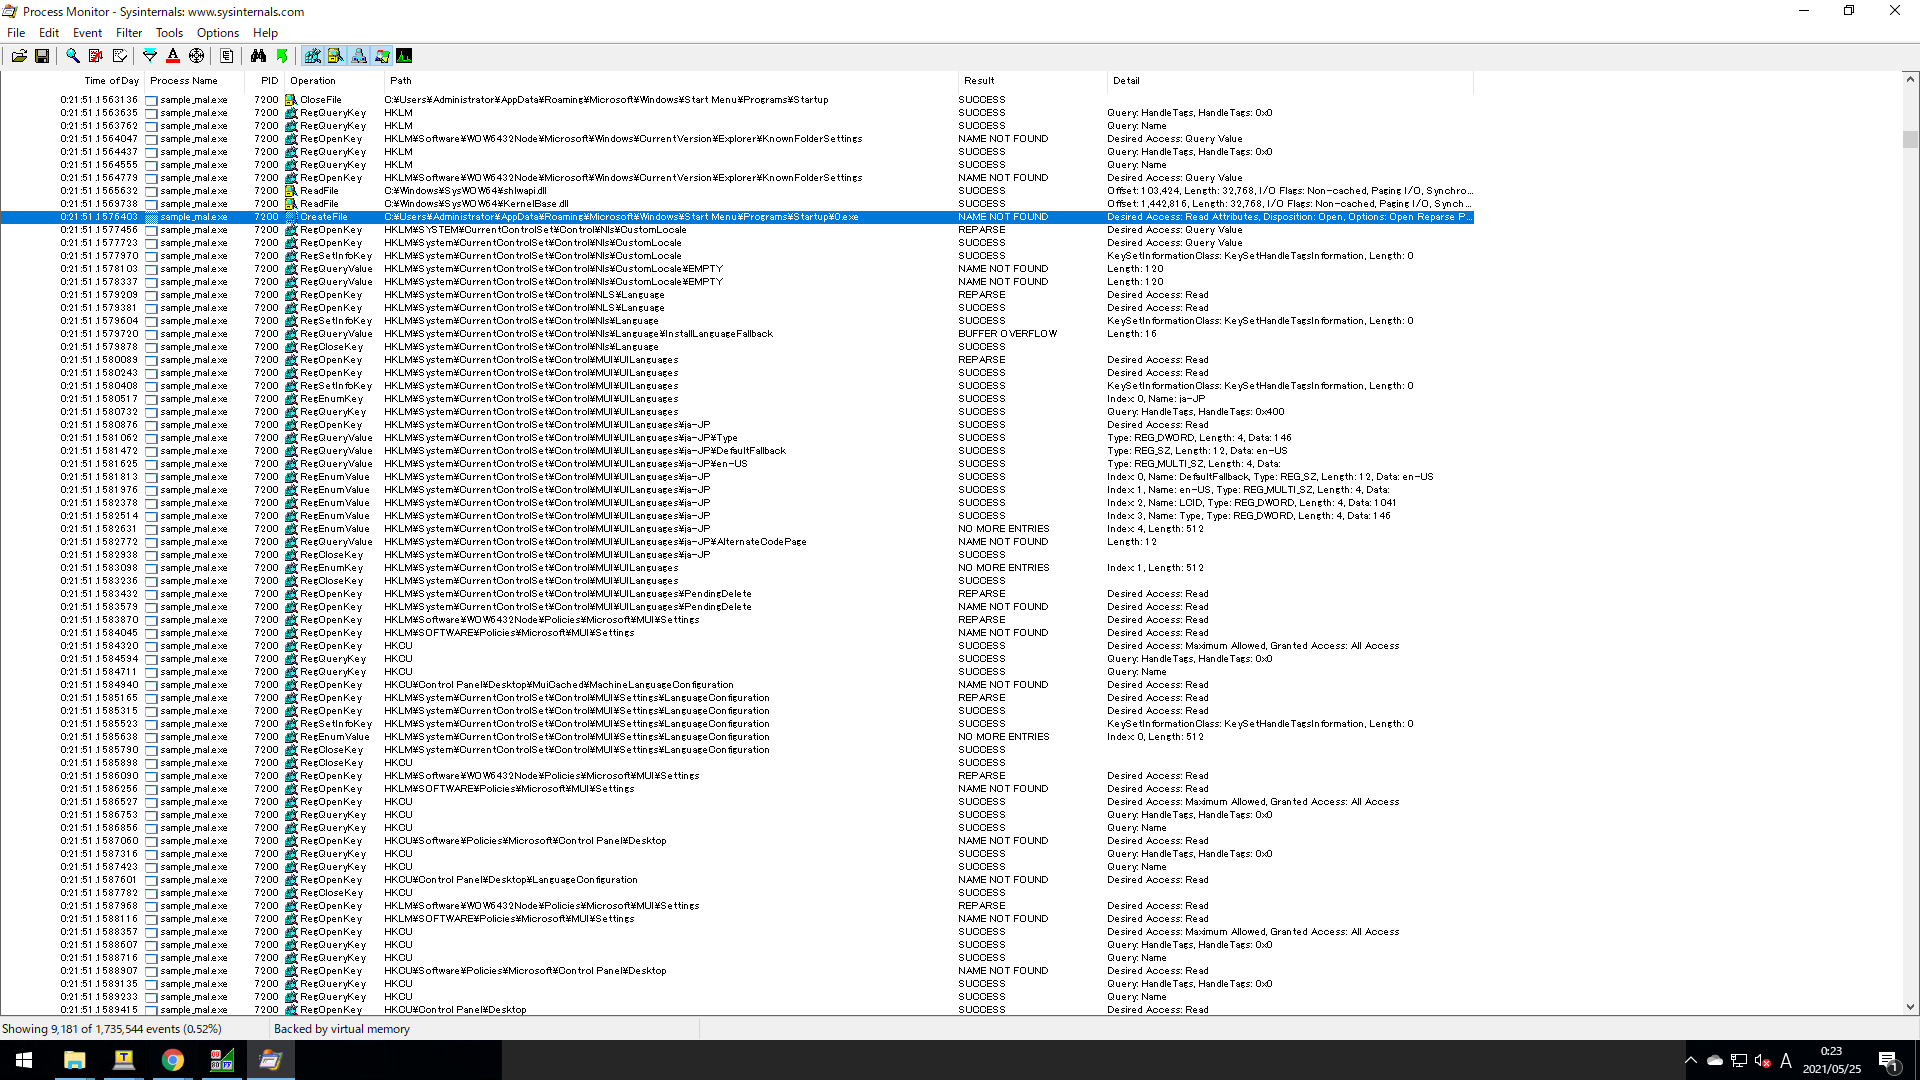 Process Monitor - Sysinternals: www.sysinternals.com
File Edit Event Filter Tools Options Help
Time of Day Process Name PID Operation Path Result Detail
0:21:51.1563136 sample_mal.exe 7200 CloseFile C:¥Users¥Administrator¥AppData¥Roaming¥Microsoft¥Windows¥Start Menu¥Programs¥Startup SUCCESS
0:21:51.1563635 sample_mal.exe 7200 RegQueryKey HKLM SUCCESS Query: HandleTags, HandleTags: 0x0
0:21:51.1563762 sample_mal.exe 7200 RegQueryKey HKLM SUCCESS Query: Name
0:21:51.1564047 sample_mal.exe 7200 RegOpenKey HKLM¥Software¥WOW6432Node¥Microsoft¥Windows¥CurrentVersion¥Explorer¥KnownFolderSettings NAME NOT FOUND Desired Access: Query Value
0:21:51.1564437 sample_mal.exe 7200 RegQueryKey HKLM SUCCESS Query: HandleTags, HandleTags: 0x0
0:21:51.1564555 sample_mal.exe 7200 RegQueryKey HKLM SUCCESS Query: Name
0:21:51.1564779 sample_mal.exe 7200 RegOpenKey HKLM¥Software¥WOW6432Node¥Microsoft¥Windows¥CurrentVersion¥Explorer¥KnownFolderSettings NAME NOT FOUND Desired Access: Query Value
0:21:51.1565632 sample_mal.exe 7200 ReadFile C:¥Windows¥SysWOW64¥shlwapi.dll SUCCESS Offset: 103,424, Length: 32,768, I/O Flags: Non-cached, Paging I/O, Synchro...
0:21:51.1569738 sample_mal.exe 7200 ReadFile C:¥Windows¥SysWOW64¥KernelBase.dll SUCCESS Offset: 1,442,816, Length: 32,768, I/O Flags: Non-cached, Paging I/O, Synch...
0:21:51.1576403 sample_mal.exe 7200 CreateFile C:¥Users¥Administrator¥AppData¥Roaming¥Microsoft¥Windows¥Start Menu¥Programs¥Startup¥0.exe NAME NOT FOUND Desired Access: Read Attributes, Disposition: Open, Options: Open Reparse P...
0:21:51.1577456 sample_mal.exe 7200 RegOpenKey HKLM¥SYSTEM¥CurrentControlSet¥Control¥Nls¥CustomLocale REPARSE Desired Access: Query Value
0:21:51.1577723 sample_mal.exe 7200 RegOpenKey HKLM¥System¥CurrentControlSet¥Control¥Nls¥CustomLocale SUCCESS Desired Access: Query Value
0:21:51.1577970 sample_mal.exe 7200 RegSetInfoKey HKLM¥System¥CurrentControlSet¥Control¥Nls¥CustomLocale SUCCESS KeySetInformationClass: KeySetHandleTagsInformation, Length: 0
0:21:51.1578103 sample_mal.exe 7200 RegQueryValue HKLM¥System¥CurrentControlSet¥Control¥Nls¥CustomLocale¥EMPTY NAME NOT FOUND Length: 120
0:21:51.1578337 sample_mal.exe 7200 RegQueryValue HKLM¥System¥CurrentControlSet¥Control¥Nls¥CustomLocale¥EMPTY NAME NOT FOUND Length: 120
0:21:51.1579209 sample_mal.exe 7200 RegOpenKey HKLM¥System¥CurrentControlSet¥Control¥NLS¥Language REPARSE Desired Access: Read
0:21:51.1579381 sample_mal.exe 7200 RegOpenKey HKLM¥System¥CurrentControlSet¥Control¥NLS¥Language SUCCESS Desired Access: Read
0:21:51.1579604 sample_mal.exe 7200 RegSetInfoKey HKLM¥System¥CurrentControlSet¥Control¥Nls¥Language SUCCESS KeySetInformationClass: KeySetHandleTagsInformation, Length: 0
0:21:51.1579720 sample_mal.exe 7200 RegQueryValue HKLM¥System¥CurrentControlSet¥Control¥Nls¥Language¥InstallLanguageFallback BUFFER OVERFLOW Length: 16
0:21:51.1579878 sample_mal.exe 7200 RegCloseKey HKLM¥System¥CurrentControlSet¥Control¥Nls¥Language SUCCESS
0:21:51.1580089 sample_mal.exe 7200 RegOpenKey HKLM¥System¥CurrentControlSet¥Control¥MUI¥UILanguages REPARSE Desired Access: Read
0:21:51.1580243 sample_mal.exe 7200 RegOpenKey HKLM¥System¥CurrentControlSet¥Control¥MUI¥UILanguages SUCCESS Desired Access: Read
0:21:51.1580408 sample_mal.exe 7200 RegSetInfoKey HKLM¥System¥CurrentControlSet¥Control¥MUI¥UILanguages SUCCESS KeySetInformationClass: KeySetHandleTagsInformation, Length: 0
0:21:51.1580517 sample_mal.exe 7200 RegEnumKey HKLM¥System¥CurrentControlSet¥Control¥MUI¥UILanguages SUCCESS Index: 0, Name: ja-JP
0:21:51.1580732 sample_mal.exe 7200 RegQueryKey HKLM¥System¥CurrentControlSet¥Control¥MUI¥UILanguages SUCCESS Query: HandleTags, HandleTags: 0x400
0:21:51.1580876 sample_mal.exe 7200 RegOpenKey HKLM¥System¥CurrentControlSet¥Control¥MUI¥UILanguages¥ja-JP SUCCESS Desired Access: Read
0:21:51.1581062 sample_mal.exe 7200 RegQueryValue HKLM¥System¥CurrentControlSet¥Control¥MUI¥UILanguages¥ja-JP¥Type SUCCESS Type: REG_DWORD, Length: 4, Data: 146
0:21:51.1581472 sample_mal.exe 7200 RegQueryValue HKLM¥System¥CurrentControlSet¥Control¥MUI¥UILanguages¥ja-JP¥DefaultFallback SUCCESS Type: REG_SZ, Length: 12, Data: en-US
0:21:51.1581625 sample_mal.exe 7200 RegQueryValue HKLM¥System¥CurrentControlSet¥Control¥MUI¥UILanguages¥ja-JP¥en-US SUCCESS Type: REG_MULTI_SZ, Length: 4, Data:
0:21:51.1581813 sample_mal.exe 7200 RegEnumValue HKLM¥System¥CurrentControlSet¥Control¥MUI¥UILanguages¥ja-JP SUCCESS Index: 0, Name: DefaultFallback, Type: REG_SZ, Length: 12, Data: en-US
0:21:51.1581976 sample_mal.exe 7200 RegEnumValue HKLM¥System¥CurrentControlSet¥Control¥MUI¥UILanguages¥ja-JP SUCCESS Index: 1, Name: en-US, Type: REG_MULTI_SZ, Length: 4, Data:
0:21:51.1582378 sample_mal.exe 7200 RegEnumValue HKLM¥System¥CurrentControlSet¥Control¥MUI¥UILanguages¥ja-JP SUCCESS Index: 2, Name: LCID, Type: REG_DWORD, Length: 4, Data: 1041
0:21:51.1582514 sample_mal.exe 7200 RegEnumValue HKLM¥System¥CurrentControlSet¥Control¥MUI¥UILanguages¥ja-JP SUCCESS Index: 3, Name: Type, Type: REG_DWORD, Length: 4, Data: 146
0:21:51.1582631 sample_mal.exe 7200 RegEnumValue HKLM¥System¥CurrentControlSet¥Control¥MUI¥UILanguages¥ja-JP NO MORE ENTRIES Index: 4, Length: 512
0:21:51.1582772 sample_mal.exe 7200 RegQueryValue HKLM¥System¥CurrentControlSet¥Control¥MUI¥UILanguages¥ja-JP¥AlternateCodePage NAME NOT FOUND Length: 12
0:21:51.1582938 sample_mal.exe 7200 RegCloseKey HKLM¥System¥CurrentControlSet¥Control¥MUI¥UILanguages¥ja-JP SUCCESS
0:21:51.1583098 sample_mal.exe 7200 RegEnumKey HKLM¥System¥CurrentControlSet¥Control¥MUI¥UILanguages NO MORE ENTRIES Index: 1, Length: 512
0:21:51.1583236 sample_mal.exe 7200 RegCloseKey HKLM¥System¥CurrentControlSet¥Control¥MUI¥UILanguages SUCCESS
0:21:51.1583432 sample_mal.exe 7200 RegOpenKey HKLM¥System¥CurrentControlSet¥Control¥MUI¥UILanguages¥PendingDelete REPARSE Desired Access: Read
0:21:51.1583579 sample_mal.exe 7200 RegOpenKey HKLM¥System¥CurrentControlSet¥Control¥MUI¥UILanguages¥PendingDelete NAME NOT FOUND Desired Access: Read
0:21:51.1583870 sample_mal.exe 7200 RegOpenKey HKLM¥Software¥WOW6432Node¥Policies¥Microsoft¥MUI¥Settings REPARSE Desired Access: Read
0:21:51.1584045 sample_mal.exe 7200 RegOpenKey HKLM¥SOFTWARE¥Policies¥Microsoft¥MUI¥Settings NAME NOT FOUND Desired Access: Read
0:21:51.1584320 sample_mal.exe 7200 RegOpenKey HKCU SUCCESS Desired Access: Maximum Allowed, Granted Access: All Access
0:21:51.1584594 sample_mal.exe 7200 RegQueryKey HKCU SUCCESS Query: HandleTags, HandleTags: 0x0
0:21:51.1584711 sample_mal.exe 7200 RegQueryKey HKCU SUCCESS Query: Name
0:21:51.1584940 sample_mal.exe 7200 RegOpenKey HKCU¥Control Panel¥Desktop¥MuiCached¥MachineLanguageConfiguration NAME NOT FOUND Desired Access: Read
0:21:51.1585165 sample_mal.exe 7200 RegOpenKey HKLM¥System¥CurrentControlSet¥Control¥MUI¥Settings¥LanguageConfiguration REPARSE Desired Access: Read
0:21:51.1585315 sample_mal.exe 7200 RegOpenKey HKLM¥System¥CurrentControlSet¥Control¥MUI¥Settings¥LanguageConfiguration SUCCESS Desired Access: Read
0:21:51.1585523 sample_mal.exe 7200 RegSetInfoKey HKLM¥System¥CurrentControlSet¥Control¥MUI¥Settings¥LanguageConfiguration SUCCESS KeySetInformationClass: KeySetHandleTagsInformation, Length: 0
0:21:51.1585638 sample_mal.exe 7200 RegEnumValue HKLM¥System¥CurrentControlSet¥Control¥MUI¥Settings¥LanguageConfiguration NO MORE ENTRIES Index: 0, Length: 512
0:21:51.1585790 sample_mal.exe 7200 RegCloseKey HKLM¥System¥CurrentControlSet¥Control¥MUI¥Settings¥LanguageConfiguration SUCCESS
0:21:51.1585898 sample_mal.exe 7200 RegCloseKey HKCU SUCCESS
0:21:51.1586090 sample_mal.exe 7200 RegOpenKey HKLM¥Software¥WOW6432Node¥Policies¥Microsoft¥MUI¥Settings REPARSE Desired Access: Read
0:21:51.1586256 sample_mal.exe 7200 RegOpenKey HKLM¥SOFTWARE¥Policies¥Microsoft¥MUI¥Settings NAME NOT FOUND Desired Access: Read
0:21:51.1586527 sample_mal.exe 7200 RegOpenKey HKCU SUCCESS Desired Access: Maximum Allowed, Granted Access: All Access
0:21:51.1586753 sample_mal.exe 7200 RegQueryKey HKCU SUCCESS Query: HandleTags, HandleTags: 0x0
0:21:51.1586856 sample_mal.exe 7200 RegQueryKey HKCU SUCCESS Query: Name
0:21:51.1587060 sample_mal.exe 7200 RegOpenKey HKCU¥Software¥Policies¥Microsoft¥Control Panel¥Desktop NAME NOT FOUND Desired Access: Read
0:21:51.1587316 sample_mal.exe 7200 RegQueryKey HKCU SUCCESS Query: HandleTags, HandleTags: 0x0
0:21:51.1587423 sample_mal.exe 7200 RegQueryKey HKCU SUCCESS Query: Name
0:21:51.1587601 sample_mal.exe 7200 RegOpenKey HKCU¥Control Panel¥Desktop¥LanguageConfiguration NAME NOT FOUND Desired Access: Read
0:21:51.1587782 sample_mal.exe 7200 RegCloseKey HKCU SUCCESS
0:21:51.1587968 sample_mal.exe 7200 RegOpenKey HKLM¥Software¥WOW6432Node¥Policies¥Microsoft¥MUI¥Settings REPARSE Desired Access: Read
0:21:51.1588116 sample_mal.exe 7200 RegOpenKey HKLM¥SOFTWARE¥Policies¥Microsoft¥MUI¥Settings NAME NOT FOUND Desired Access: Read
0:21:51.1588357 sample_mal.exe 7200 RegOpenKey HKCU SUCCESS Desired Access: Maximum Allowed, Granted Access: All Access
0:21:51.1588607 sample_mal.exe 7200 RegQueryKey HKCU SUCCESS Query: HandleTags, HandleTags: 0x0
0:21:51.1588716 sample_mal.exe 7200 RegQueryKey HKCU SUCCESS Query: Name
0:21:51.1588907 sample_mal.exe 7200 RegOpenKey HKCU¥Software¥Policies¥Microsoft¥Control Panel¥Desktop NAME NOT FOUND Desired Access: Read
0:21:51.1589135 sample_mal.exe 7200 RegQueryKey HKCU SUCCESS Query: HandleTags, HandleTags: 0x0
0:21:51.1589233 sample_mal.exe 7200 RegQueryKey HKCU SUCCESS Query: Name
0:21:51.1589415 sample_mal.exe 7200 RegOpenKey HKCU¥Control Panel¥Desktop SUCCESS Desired Access: Read
Showing 9,181 of 1,735,544 events (0.52%) Backed by virtual memory
A
0:23
2021/05/25
1